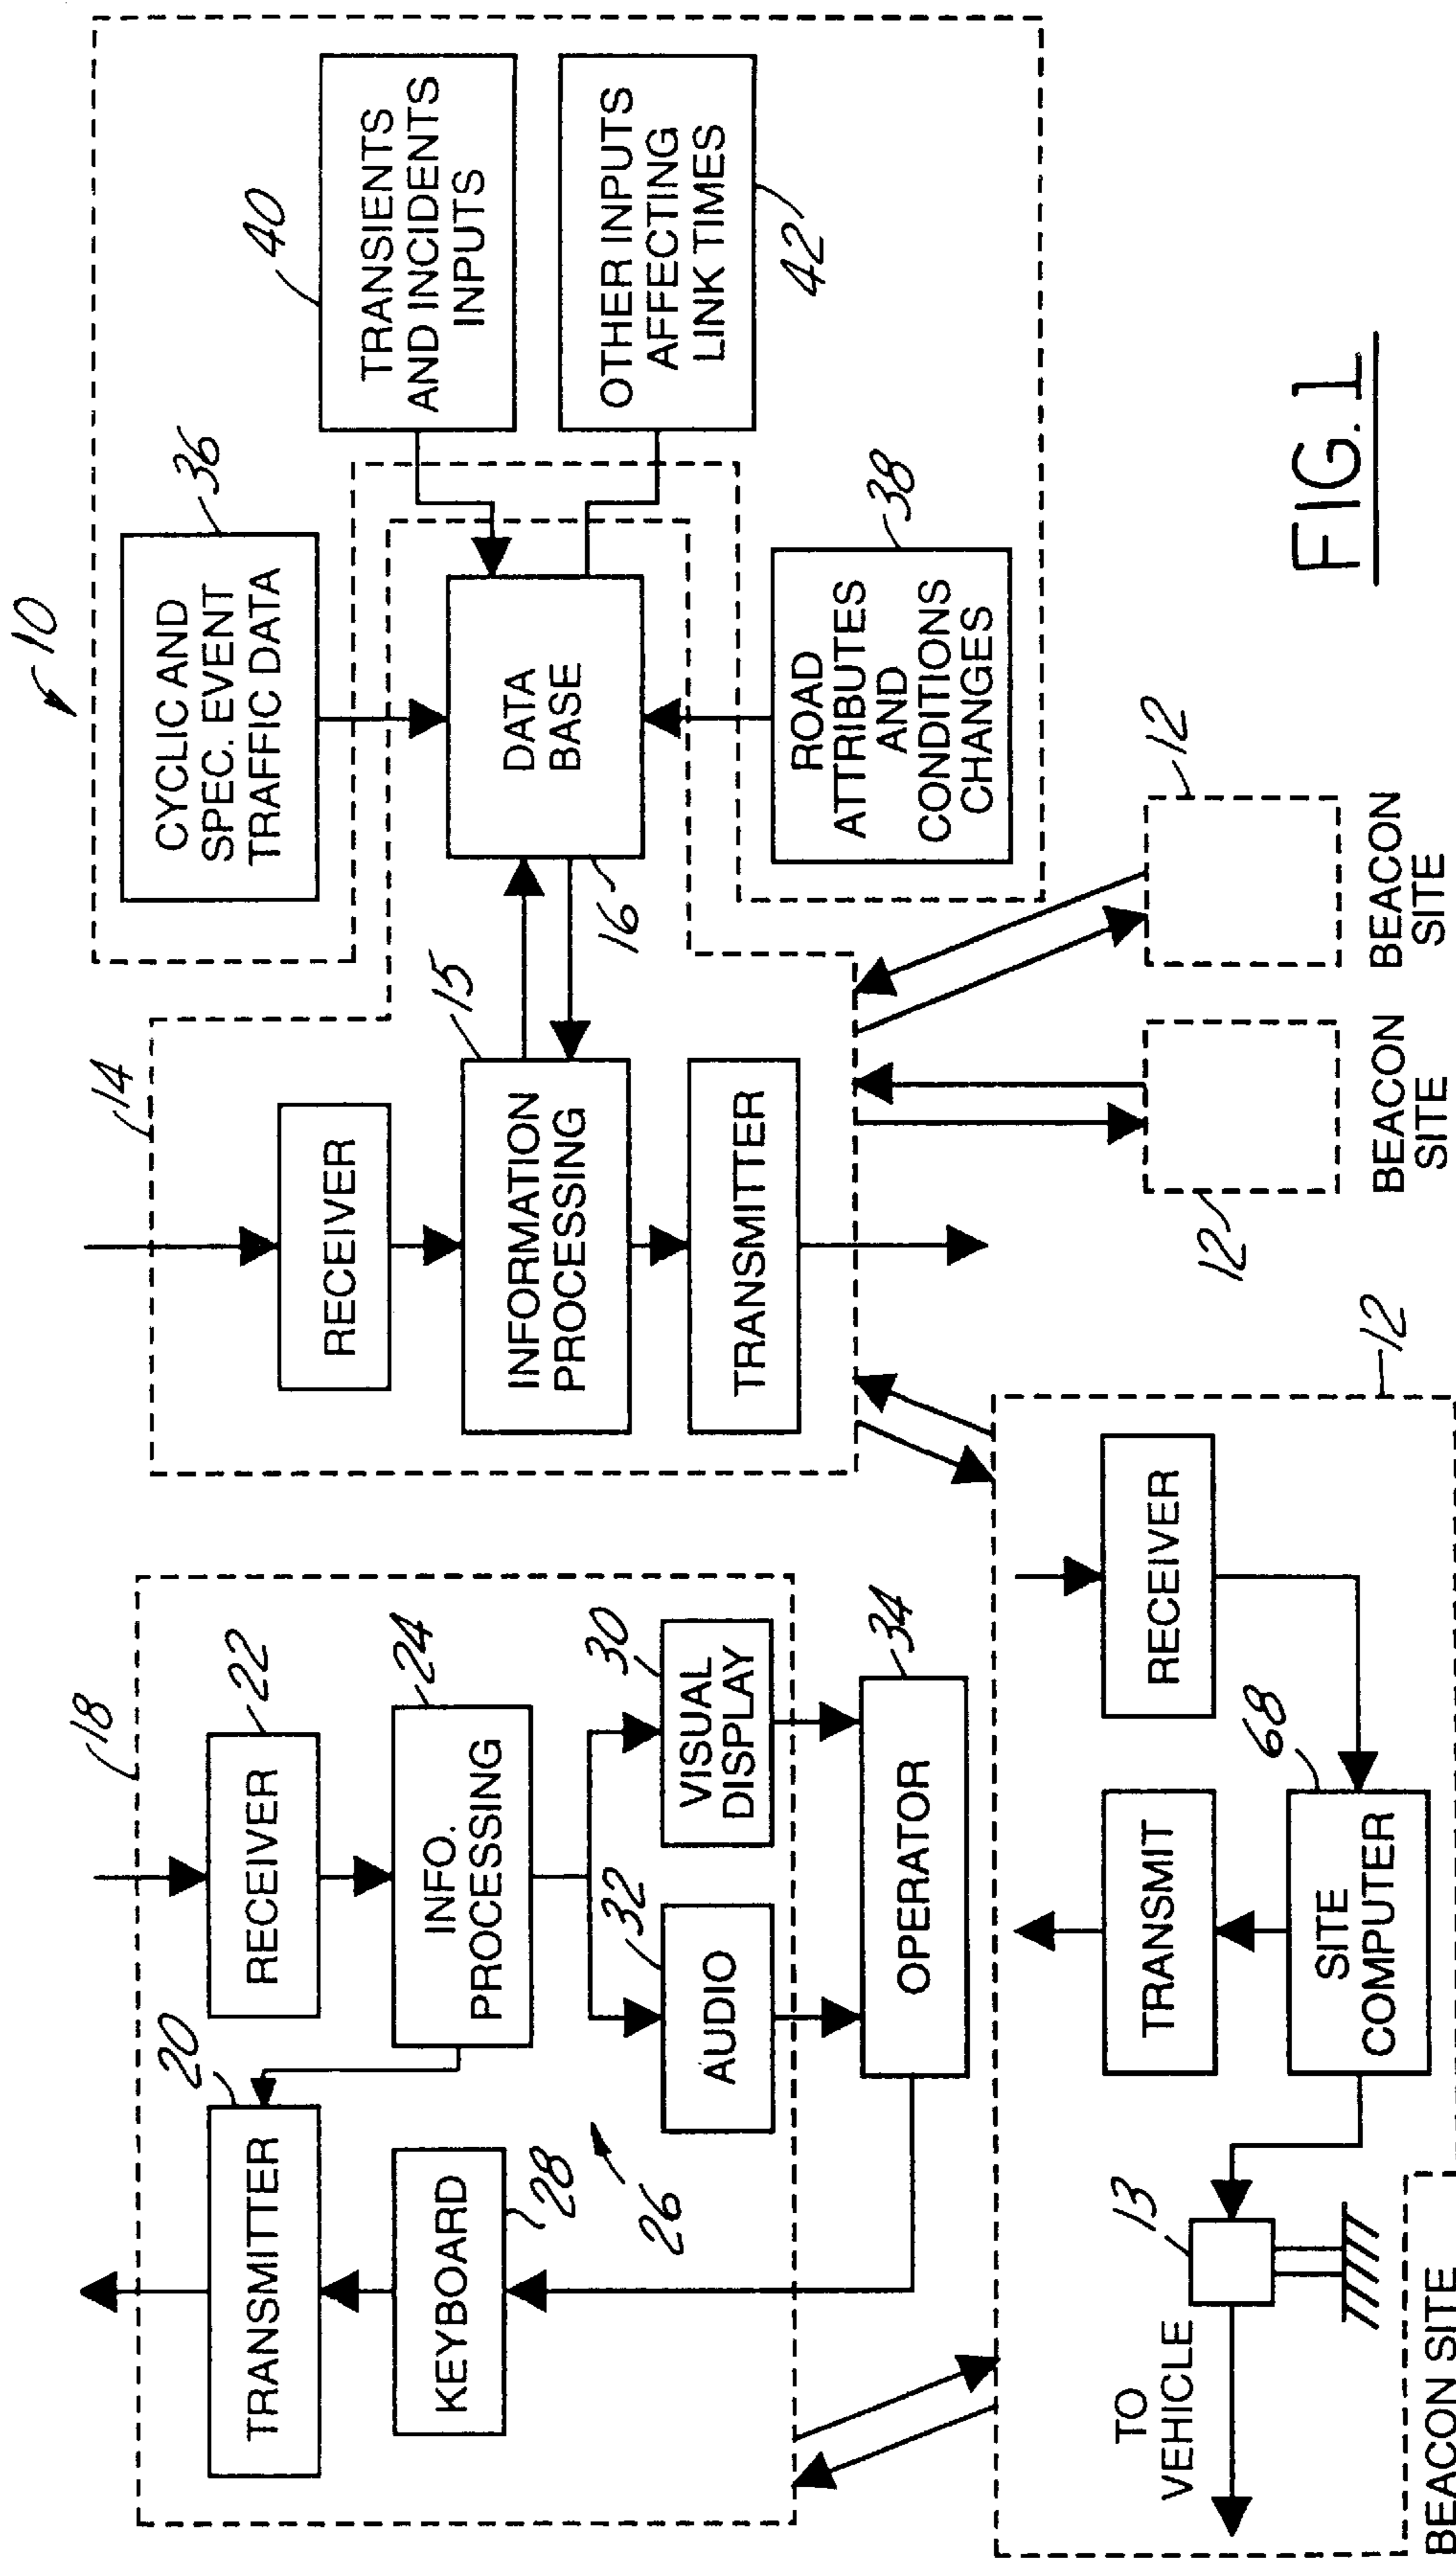 10
18
20
TRANSMITTER
22
RECEIVER
24
INFO.
PROCESSING
28
KEYBOARD
26
32
AUDIO
30
VISUAL
DISPLAY
34
OPERATOR
14
RECEIVER
15
INFORMATION
PROCESSING
TRANSMITTER
16
DATA
BASE
36
CYCLIC AND
SPEC. EVENT
TRAFFIC DATA
40
TRANSIENTS
AND INCIDENTS
INPUTS
OTHER INPUTS
AFFECTING
LINK TIMES
42
38
ROAD
ATTRIBUTES
AND
CONDITIONS
CHANGES
TO
VEHICLE
13
TRANSMIT
68
SITE
COMPUTER
RECEIVER
12
BEACON SITE
12
BEACON
SITE
12
BEACON
SITE
FIG. 1